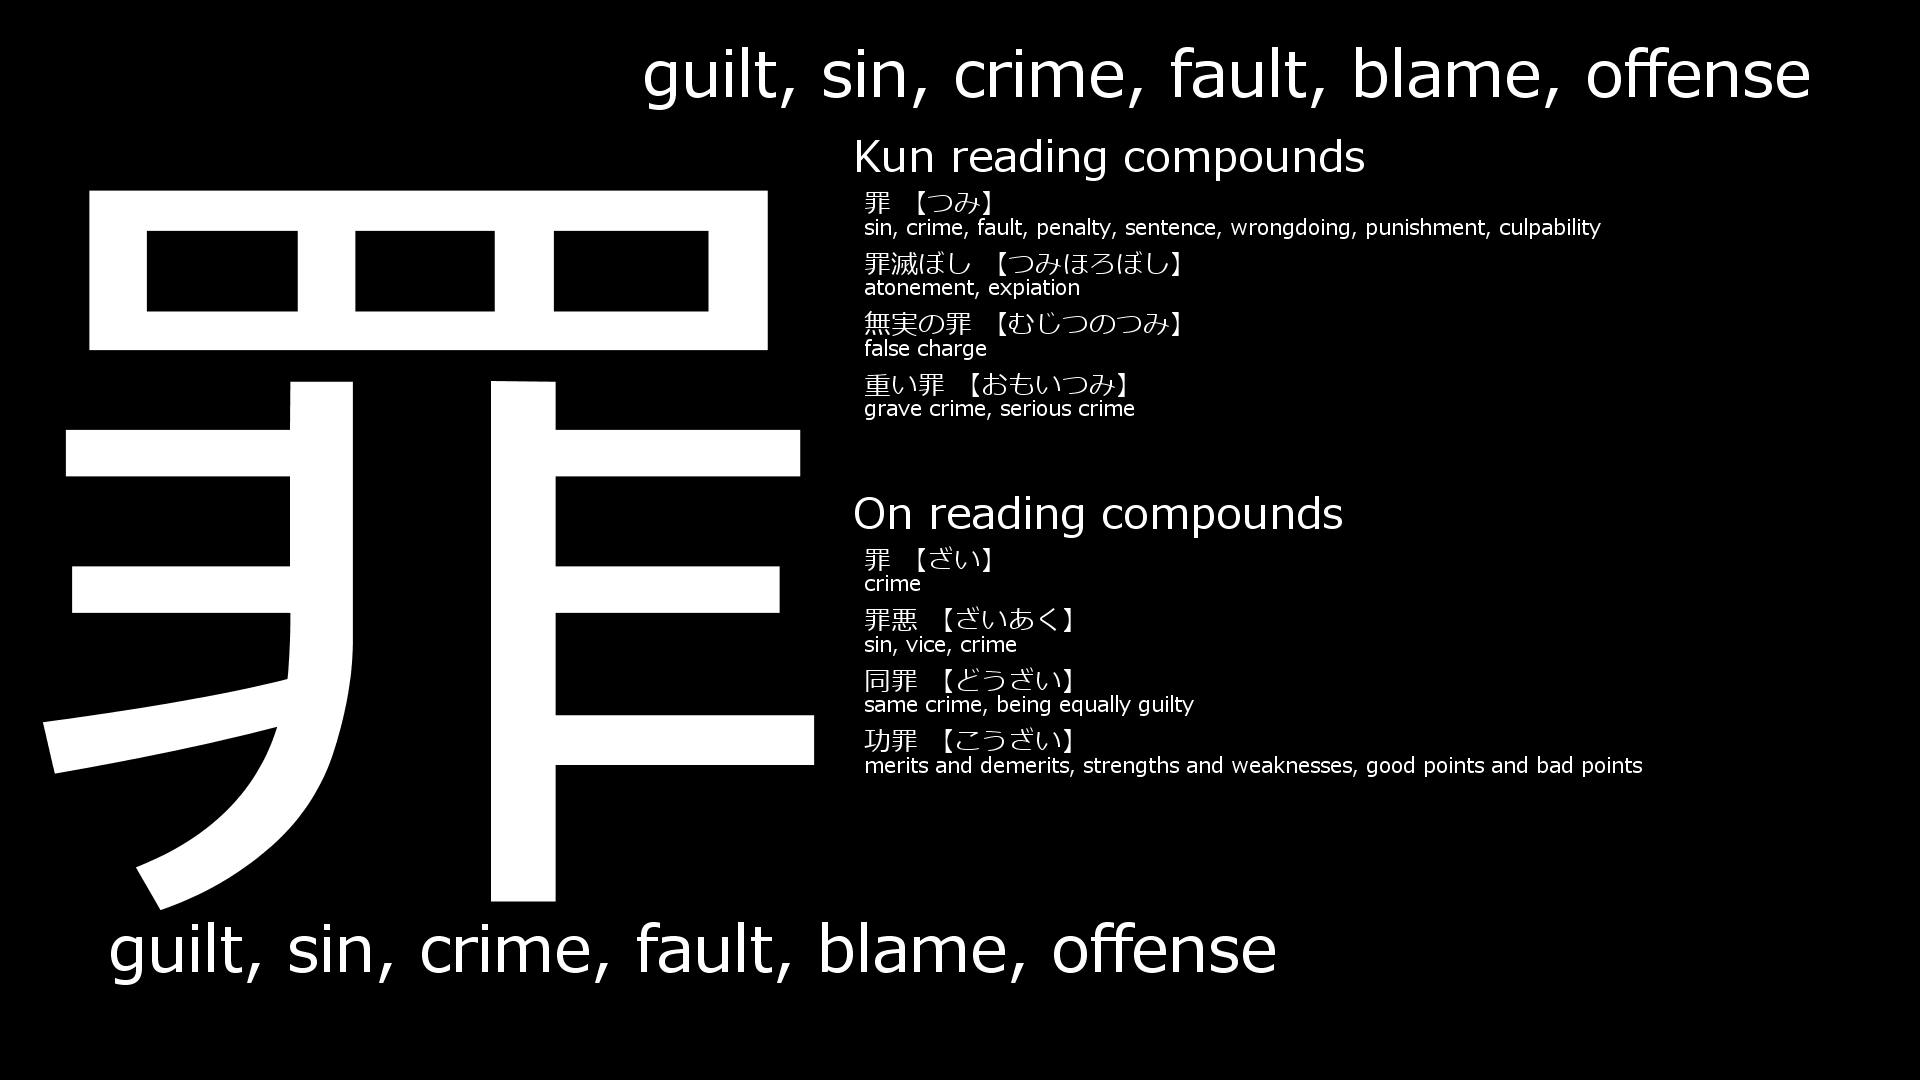 guilt, sin, crime, fault, blame, offense
罪
Kun reading compounds
罪 【つみ】
sin, crime, fault, penalty, sentence, wrongdoing, punishment, culpability
罪滅ぼし 【つみほろぼし】
atonement, expiation
無実の罪 【むじつのつみ】
false charge
重い罪 【おもいつみ】
grave crime, serious crime
On reading compounds
罪 【ざい】
crime
罪悪 【ざいあく】
sin, vice, crime
同罪 【どうざい】
same crime, being equally guilty
功罪 【こうざい】
merits and demerits, strengths and weaknesses, good points and bad points
guilt, sin, crime, fault, blame, offense